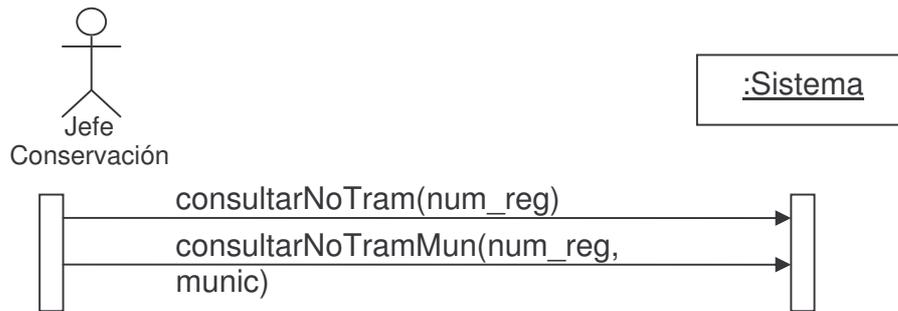 :Sistema
Jefe
Conservación
consultarNoTram(num_reg)
consultarNoTramMun(num_reg,
munic)